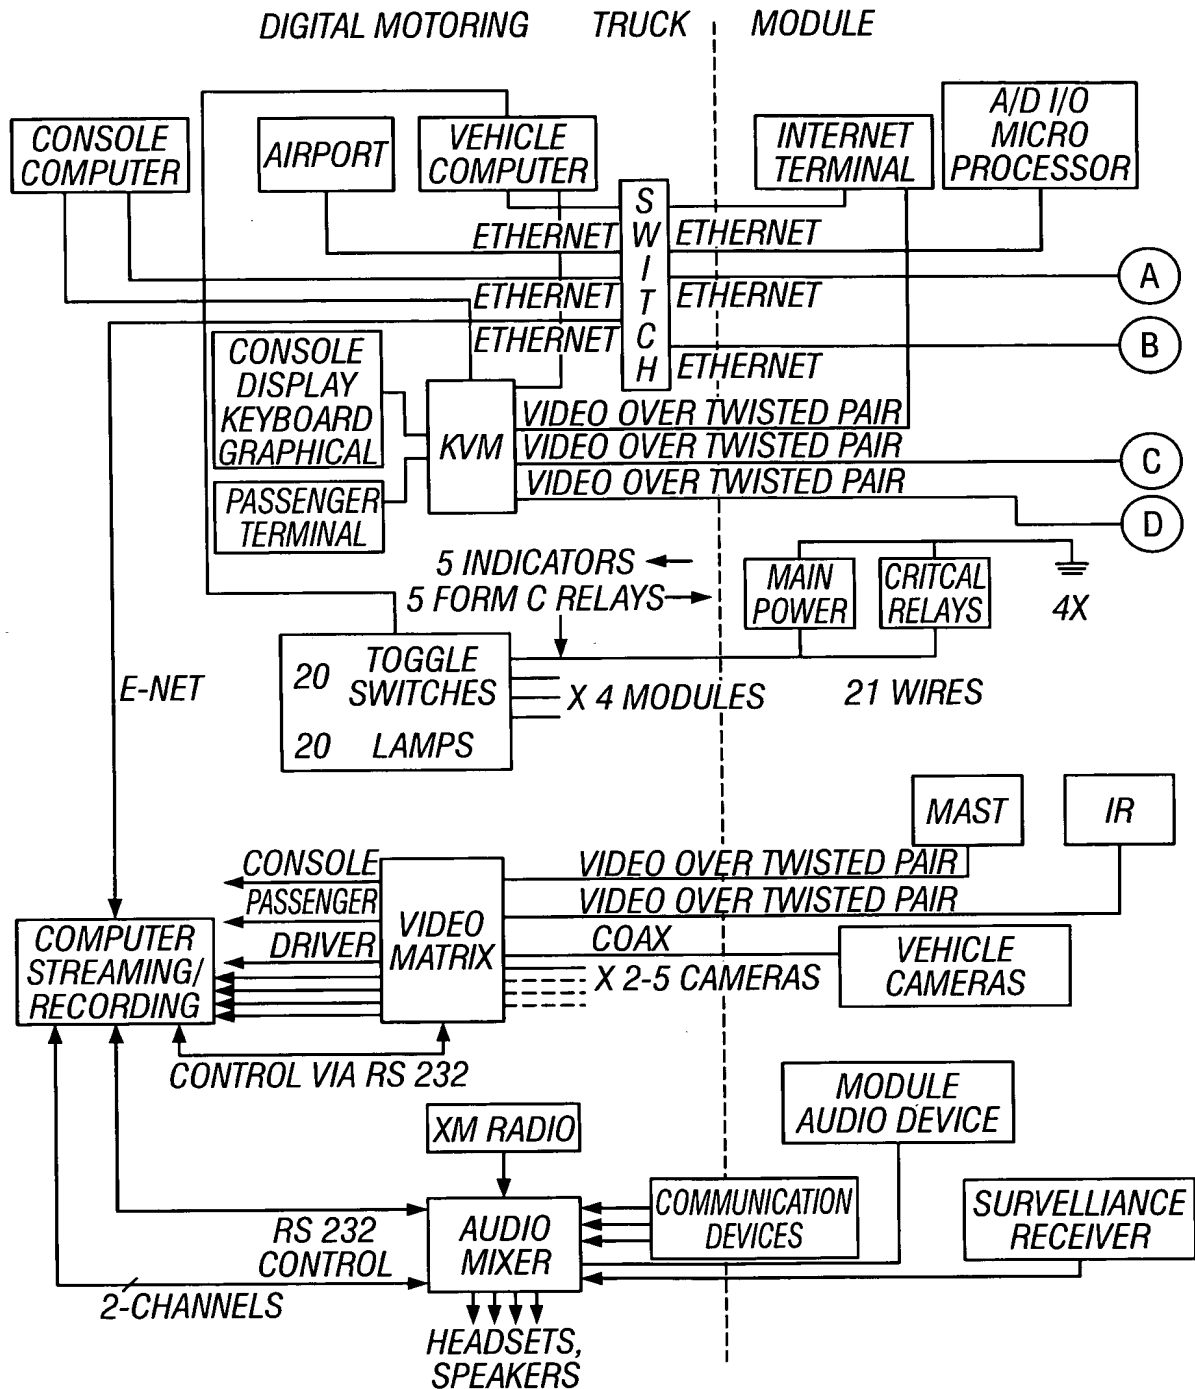 DIGITAL MOTORING TRUCK MODULE
CONSOLE
COMPUTER
AIRPORT
VEHICLE
COMPUTER
INTERNET
TERMINAL
A/D I/O
MICRO
PROCESSOR
S
W
I
T
C
H
ETHERNET
ETHERNET
ETHERNET
ETHERNET
ETHERNET
ETHERNET
A
B
CONSOLE
DISPLAY
KEYBOARD
GRAPHICAL
PASSENGER
TERMINAL
KVM
VIDEO OVER TWISTED PAIR
VIDEO OVER TWISTED PAIR
VIDEO OVER TWISTED PAIR
C
D
5 INDICATORS
5 FORM C RELAYS
MAIN
POWER
CRITCAL
RELAYS
4X
20 TOGGLE
SWITCHES
20 LAMPS
X 4 MODULES
21 WIRES
E-NET
MAST
IR
CONSOLE
PASSENGER
DRIVER
VIDEO
MATRIX
VIDEO OVER TWISTED PAIR
VIDEO OVER TWISTED PAIR
COAX
X 2-5 CAMERAS
VEHICLE
CAMERAS
COMPUTER
STREAMING/
RECORDING
CONTROL VIA RS 232
MODULE
AUDIO DEVICE
XM RADIO
COMMUNICATION
DEVICES
SURVELLIANCE
RECEIVER
AUDIO
MIXER
RS 232
CONTROL
2-CHANNELS
HEADSETS,
SPEAKERS